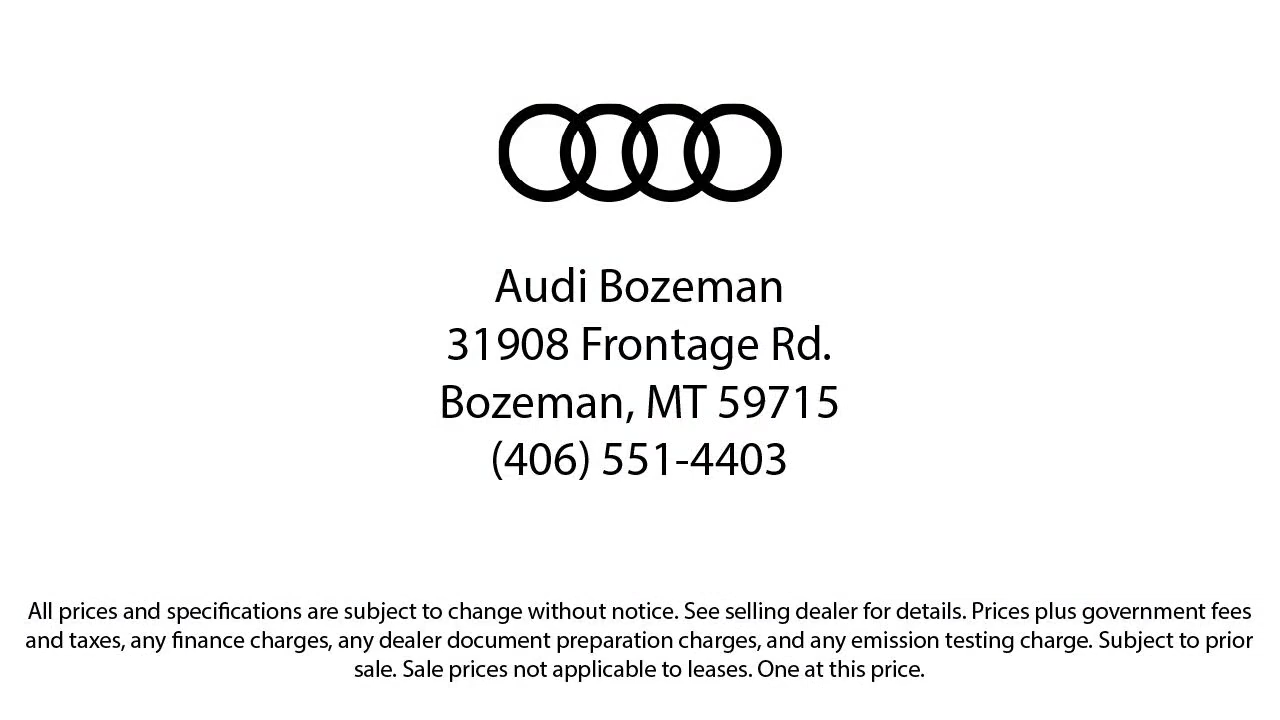 Audi Bozeman
31908 Frontage Rd.
Bozeman, MT 59715
(406) 551-4403
All prices and specifications are subject to change without notice. See selling dealer for details. Prices plus government fees
and taxes, any finance charges, any dealer document preparation charges, and any emission testing charge. Subject to prior
sale. Sale prices not applicable to leases. One at this price.